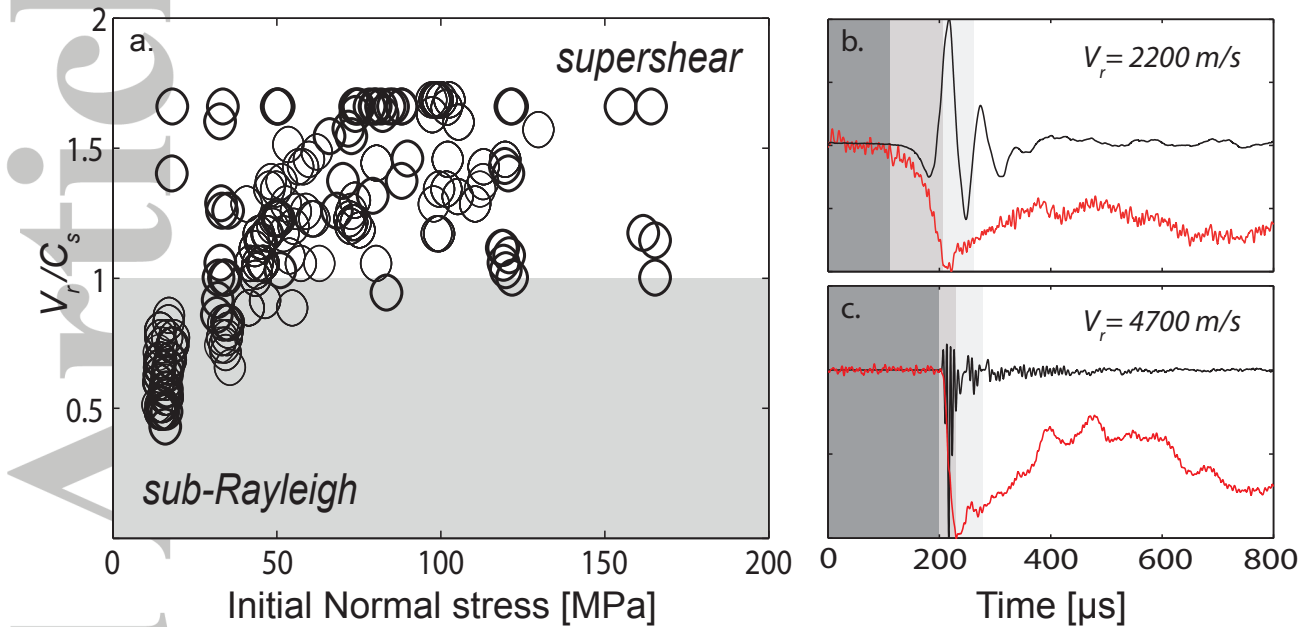 Artic
a.
supershear
sub-Rayleigh
2
1.5
1
0.5
V_r/C_s
0 50 100 150 200
Initial Normal stress [MPa]
b.
V_r = 2200 m/s
c.
V_r = 4700 m/s
0 200 400 600 800
Time [µs]